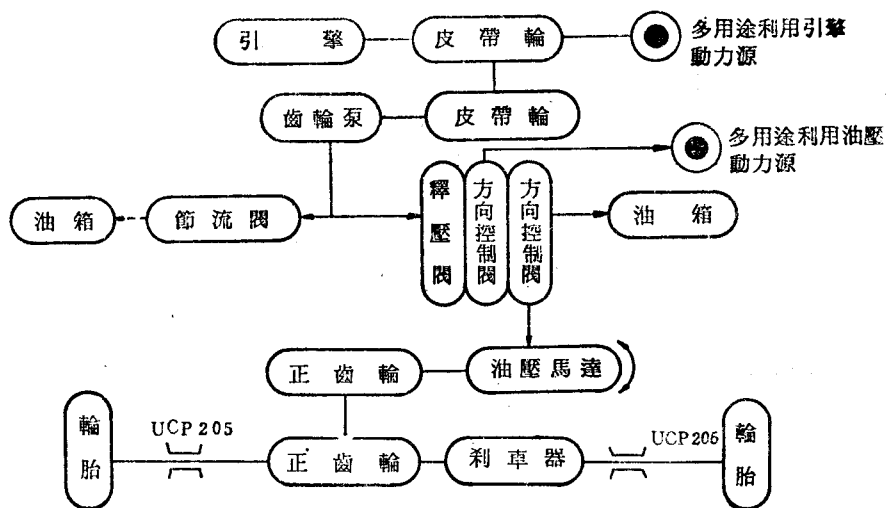 引擎
皮帶輪
多用途利用引擎
動力源
齒輪泵
皮帶輪
多用途利用油壓
動力源
油箱
節流閥
釋壓閥
方向控制閥
方向控制閥
油箱
正齒輪
油壓馬達
輪胎
UCP 205
正齒輪
剎車器
UCP 205
輪胎